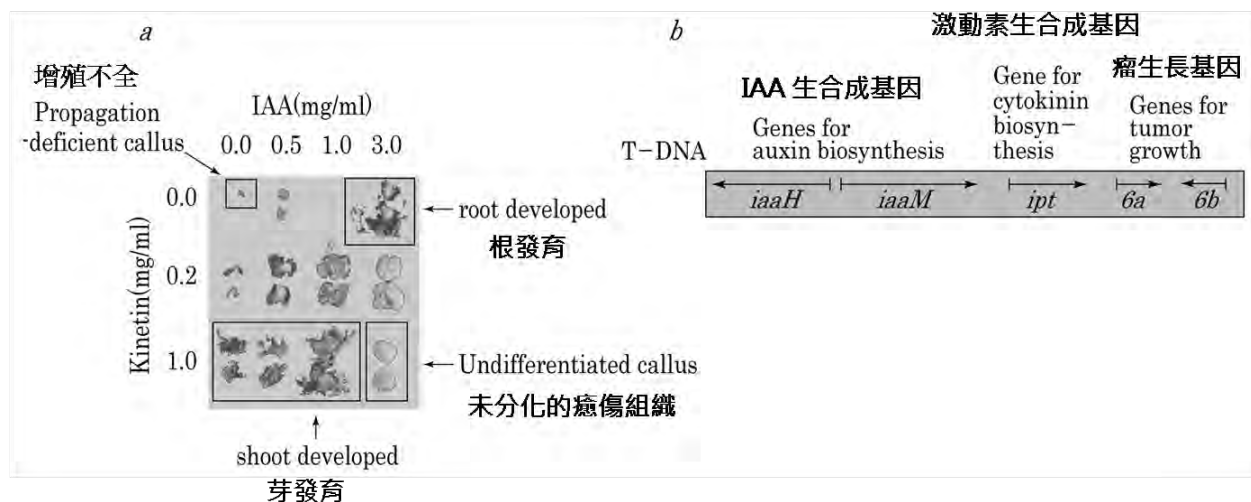 a
增殖不全
Propagation
-deficient callus
IAA(mg/ml)
0.0 0.5 1.0 3.0
Kinetin(mg/ml)
0.0
0.2
1.0
root developed
根發育
Undifferentiated callus
未分化的癒傷組織
shoot developed
芽發育
b
激動素生合成基因
IAA 生合成基因
瘤生長基因
Genes for
auxin biosynthesis
Gene for
cytokinin
biosyn-
thesis
Genes for
tumor
growth
T-DNA
iaaH iaaM ipt 6a 6b